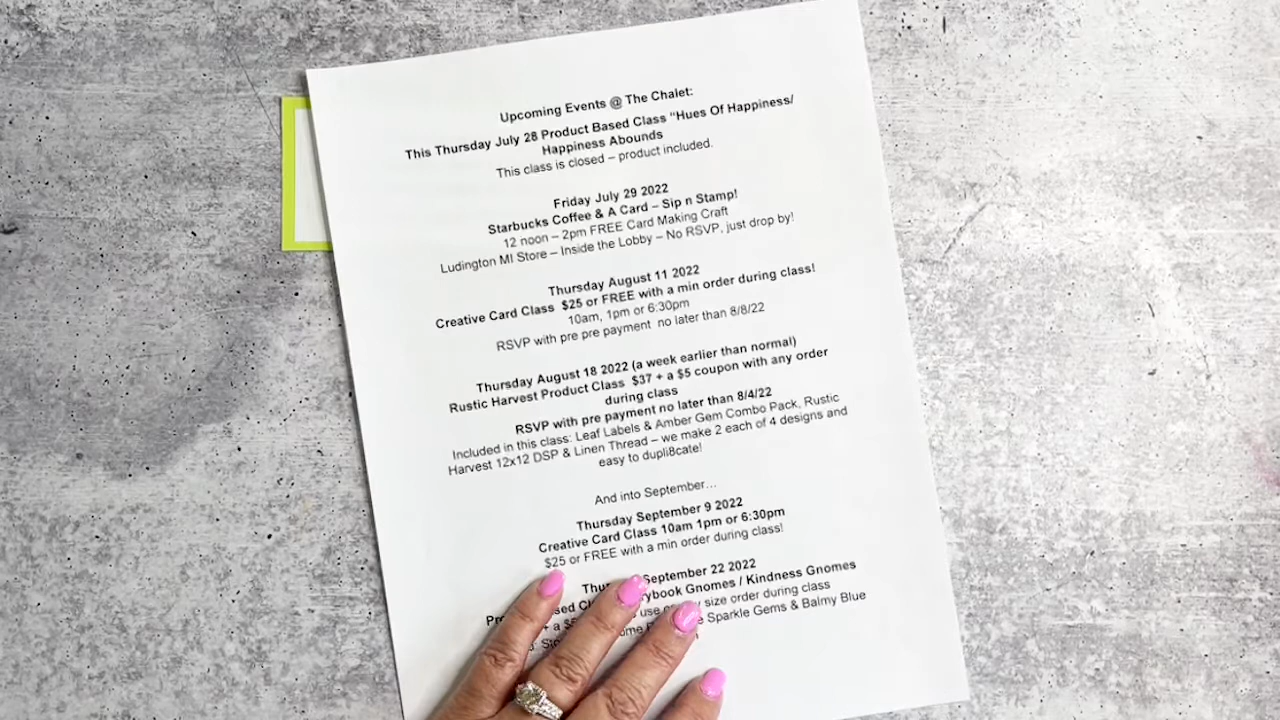 Upcoming Events @ The Chalet:
This Thursday July 28 Product Based Class “Hues Of Happiness/
Happiness Abounds
This class is closed – product included.
Friday July 29 2022
Starbucks Coffee & A Card – Sip n Stamp!
12 noon – 2pm FREE Card Making Craft
Ludington MI Store – Inside the Lobby – No RSVP, just drop by!
Thursday August 11 2022
Creative Card Class $25 or FREE with a min order during class!
10am, 1pm or 6:30pm
RSVP with pre pre payment no later than 8/8/22
Thursday August 18 2022 (a week earlier than normal)
Rustic Harvest Product Class $37 + a $5 coupon with any order
during class
RSVP with pre payment no later than 8/4/22
Included in this class: Leaf Labels & Amber Gem Combo Pack, Rustic
Harvest 12x12 DSP & Linen Thread – we make 2 each of 4 designs and
easy to dupli8cate!
And into September…
Thursday September 9 2022
Creative Card Class 10am 1pm or 6:30pm
$25 or FREE with a min order during class!
September 22 2022
Gnomes / Kindness Gnomes
+ a use size order during class
Sparkle Gems & Balmy Blue